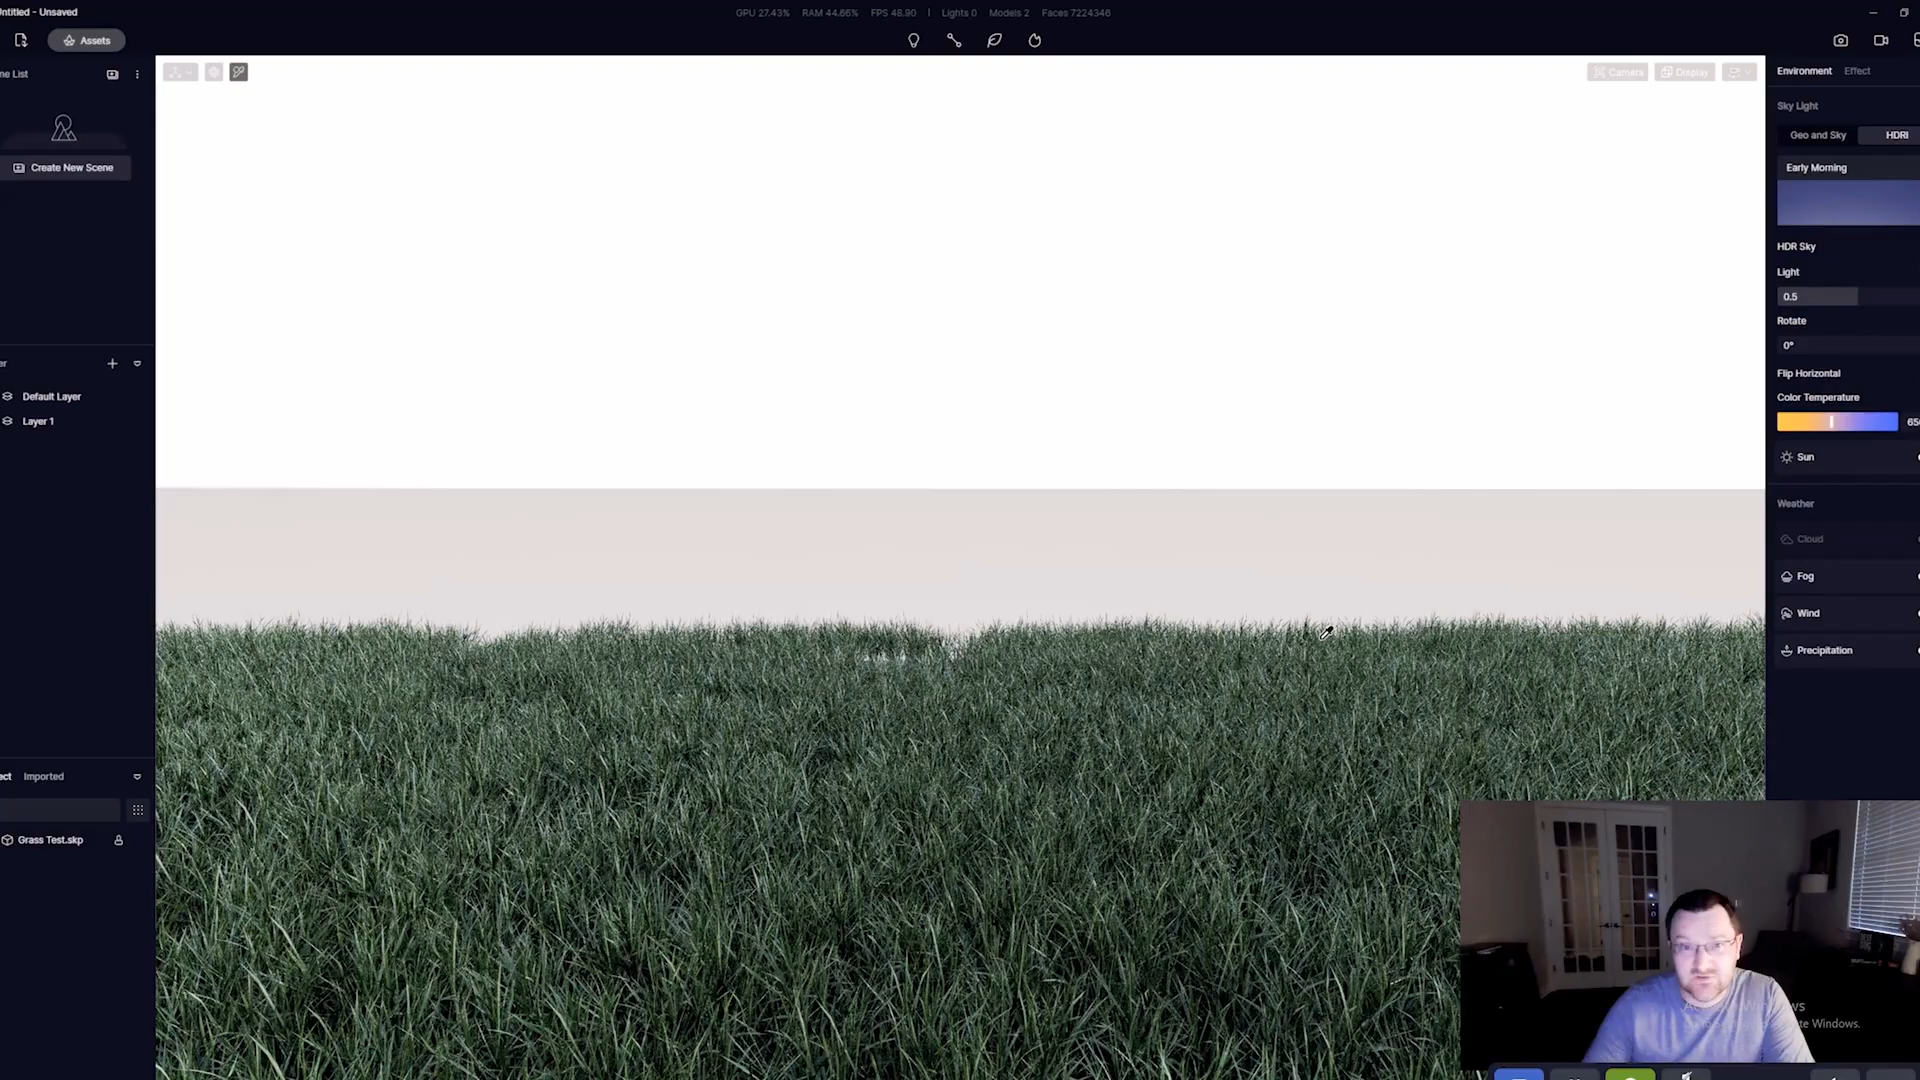 ntitled - Unsaved
GPU 27.43% RAM 44.66% FPS 48.90 | Lights 0 Models 2 Faces 7224346
Assets
ne List
Create New Scene
er
Default Layer
Layer 1
ect Imported
Grass Test.skp
Camera Display
Environment Effect
Sky Light
Geo and Sky HDRI
Early Morning
HDR Sky
Light
0.5
Rotate
0°
Flip Horizontal
Color Temperature
650
Sun
Weather
Cloud
Fog
Wind
Precipitation
te Windows.